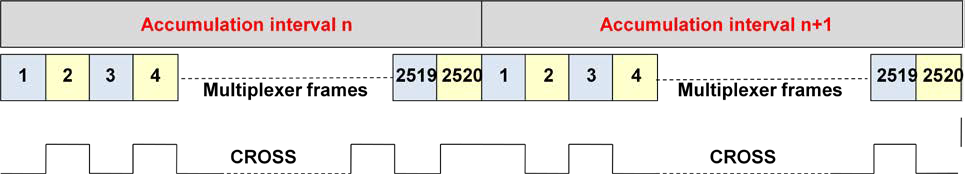 Accumulation interval n Accumulation interval n+1
1 2 3 4 2519 2520 1 2 3 4 2519 2520
Multiplexer frames Multiplexer frames
CROSS CROSS